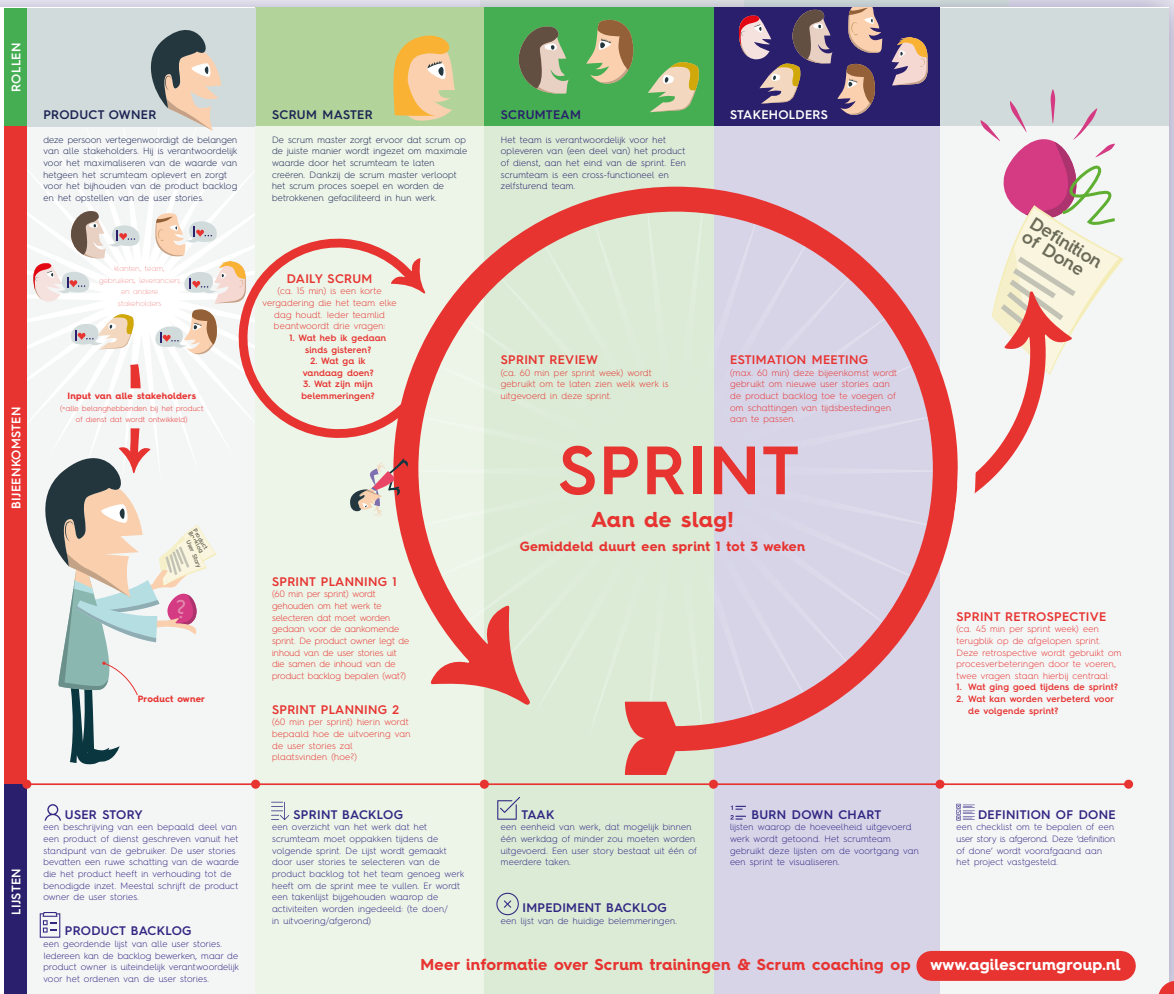 ROLLEN
PRODUCT OWNER
deze persoon vertegenwoordigt de belangen
van alle stakeholders. Hij is verantwoordelijk
voor het maximaliseren van de waarde van
hetgeen het scrumteam oplevert en zorgt
voor het bijhouden van de product backlog
en het opstellen van de user stories.
SCRUM MASTER
De scrum master zorgt ervoor dat scrum op
de juiste manier wordt ingezet om maximale
waarde door het scrumteam te laten
creëren. Dankzij de scrum master verloopt
het scrum proces soepel en worden de
betrokkenen gefaciliteerd in hun werk.
SCRUMTEAM
Het team is verantwoordelijk voor het
opleveren van (een deel van) het product
of dienst, aan het eind van de sprint. Een
scrumteam is een cross-functioneel en
zelfsturend team.
STAKEHOLDERS
BIJEENKOMSTEN
I♥...
I♥...
I♥...
I♥...
I♥...
I♥...
klanten, team,
gebruikers, leveranciers
en andere
stakeholders
Input van alle stakeholders
(*alle belanghebbenden bij het product
of dienst dat wordt ontwikkeld)
Product
Backlog
User Story
Product owner
DAILY SCRUM
(ca. 15 min) is een korte
vergadering die het team elke
dag houdt. Ieder teamlid
beantwoordt drie vragen:
1. Wat heb ik gedaan
sinds gisteren?
2. Wat ga ik
vandaag doen?
3. Wat zijn mijn
belemmeringen?
SPRINT PLANNING 1
(60 min per sprint) wordt
gehouden om het werk te
selecteren dat moet worden
gedaan voor de aankomende
sprint. De product owner legt de
inhoud van de user stories uit
die samen de inhoud van de
product backlog bepalen (wat?)
SPRINT PLANNING 2
(60 min per sprint) hierin wordt
bepaald hoe de uitvoering van
de user stories zal
plaatsvinden (hoe?)
SPRINT REVIEW
(ca. 60 min per sprint week) wordt
gebruikt om te laten zien welk werk is
uitgevoerd in deze sprint.
ESTIMATION MEETING
(max. 60 min) deze bijeenkomst wordt
gebruikt om nieuwe user stories aan
de product backlog toe te voegen of
om schattingen van tijdsbestedingen
aan te passen.
SPRINT
Aan de slag!
Gemiddeld duurt een sprint 1 tot 3 weken
Definition
of Done
SPRINT RETROSPECTIVE
(ca. 45 min per sprint week) een
terugblik op de afgelopen sprint.
Deze retrospective wordt gebruikt om
procesverbeteringen door te voeren,
twee vragen staan hierbij centraal:
1. Wat ging goed tijdens de sprint?
2. Wat kan worden verbeterd voor
de volgende sprint?
LIJSTEN
USER STORY
een beschrijving van een bepaald deel van
een product of dienst geschreven vanuit het
standpunt van de gebruiker. De user stories
bevatten een ruwe schatting van de waarde
die het product heeft in verhouding tot de
benodigde inzet. Meestal schrijft de product
owner de user stories.
PRODUCT BACKLOG
een geordende lijst van alle user stories.
Iedereen kan de backlog bewerken, maar de
product owner is uiteindelijk verantwoordelijk
voor het ordenen van de user stories.
SPRINT BACKLOG
een overzicht van het werk dat het
scrumteam moet oppakken tijdens de
volgende sprint. De lijst wordt gemaakt
door user stories te selecteren van de
product backlog tot het team genoeg werk
heeft om de sprint mee te vullen. Er wordt
een takenlijst bijgehouden waarop de
activiteiten worden ingedeeld: (te doen/
in uitvoering/afgerond)
TAAK
een eenheid van werk, dat mogelijk binnen
één werkdag of minder zou moeten worden
uitgevoerd. Een user story bestaat uit één of
meerdere taken.
IMPEDIMENT BACKLOG
een lijst van de huidige belemmeringen.
1
2
BURN DOWN CHART
lijsten waarop de hoeveelheid uitgevoerd
werk wordt getoond. Het scrumteam
gebruikt deze lijsten om de voortgang van
een sprint te visualiseren.
DEFINITION OF DONE
een checklist om te bepalen of een
user story is afgerond. Deze 'definition
of done' wordt voorafgaand aan
het project vastgesteld.
Meer informatie over Scrum trainingen & Scrum coaching op www.agilescrumgroup.nl